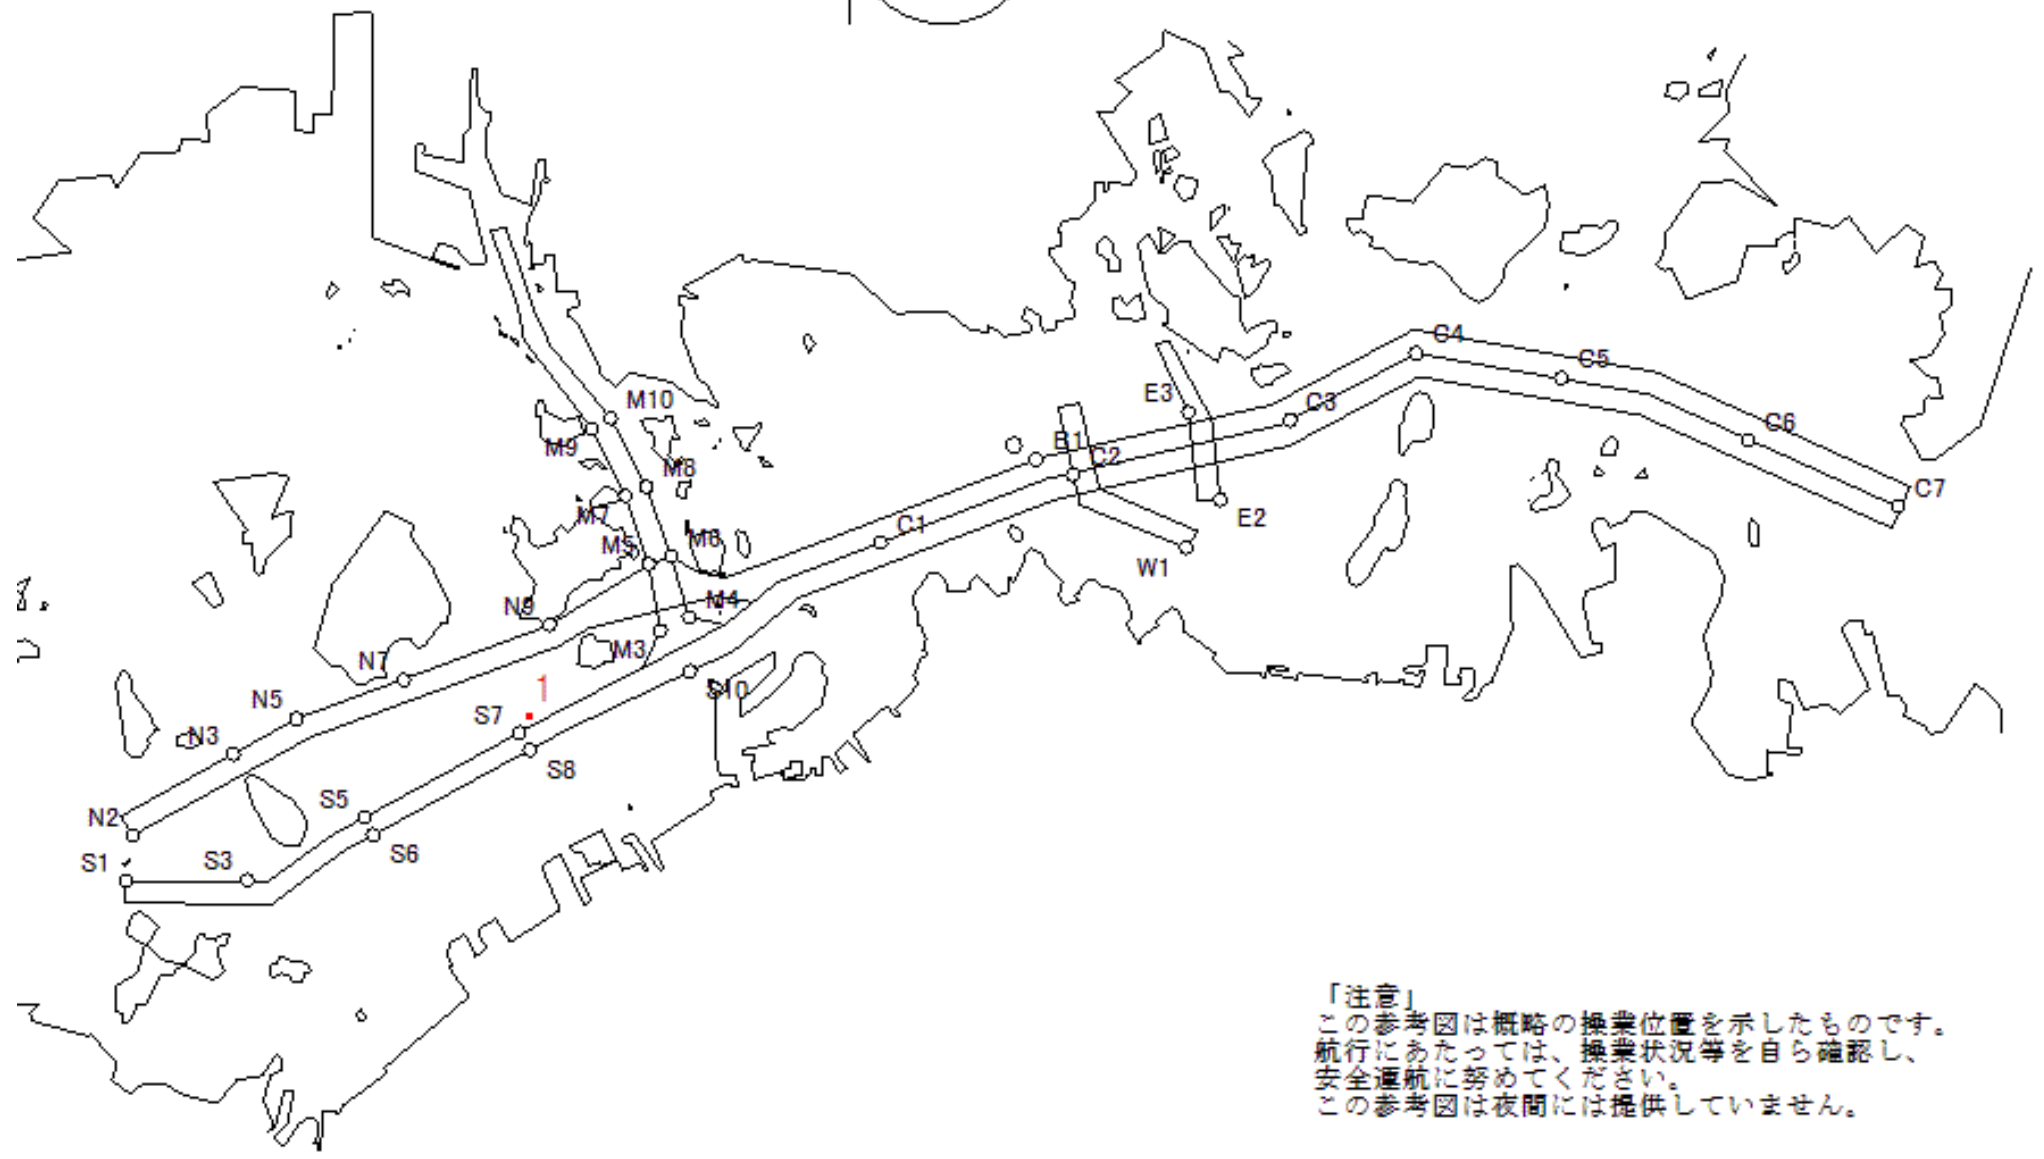 C4
C5
M10
E3
C3
C6
M9
B1
C2
M8
C7
M7
E2
C1
M5
M6
W1
N9
M4
M3
N7
1
S10
N5
S7
N3
S8
S5
N2
S6
S1
S3
「注意」
この参考図は概略の操業位置を示したものです。
航行にあたっては、操業状況等を自ら確認し、
安全運航に努めてください。
この参考図は夜間には提供していません。